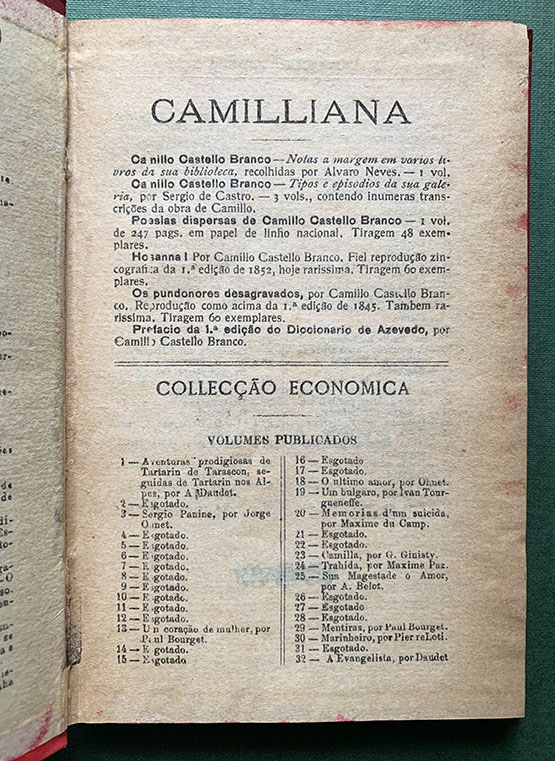 CAMILLIANA
Ca nillo Castello Branco—Notas a margem em varios li-
vros da sua biblioteca, recolhidas por Alvaro Neves. — 1 vol.
Ca nillo Castello Branco — Tipos e episodios da sua gale-
ria, por Sergio de Castro. — 3 vols., contendo inumeras trans-
crições da obra de Camillo.
Poesias dispersas de Camillo Castello Branco — 1 vol.
de 247 pags. em papel de linho nacional. Tiragem 48 exem-
plares.
Hosanna! Por Camillo Castello Branco. Fiel reprodução zin-
cografica da 1.ª edição de 1852, hoje rarissima. Tiragem 60 exem-
plares.
Os pundonores desagravados, por Camillo Castello Bran-
co. Reprodução como acima da 1.ª edição de 1845. Tambem ra-
rissima. Tiragem 60 exemplares.
Prefacio da 1.ª edição do Diccionario de Azevedo, por
Camillo Castello Branco.
COLLECÇÃO ECONOMICA
VOLUMES PUBLICADOS
1 — Aventuras prodigiosas de
Tartarin de Tarascon, se-
guidas de Tartarin nos Al-
pes, por A. Daudet.
2 — Esgotado.
3 — Sergio Panine, por Jorge
Ohnet.
4 — Esgotado.
5 — Esgotado.
6 — Esgotado.
7 — Esgotado.
8 — Esgotado.
9 — Esgotado.
10 — Esgotado.
11 — Esgotado.
12 — Esgotado.
13 — Um coração de mulher, por
Paul Bourget.
14 — Esgotado.
15 — Esgotado
16 — Esgotado
17 — Esgotado.
18 — O ultimo amor, por Ohnet.
19 — Um bulgaro, por Ivan Tour-
gueneffe.
20 — Memorias d'um suicida,
por Maxime du Camp.
21 — Esgotado.
22 — Esgotado.
23 — Camilla, por G. Ginisty.
24 — Trahida, por Maxime Paz.
25 — Sua Magestade o Amor,
por A. Belot.
26 — Esgotado.
27 — Esgotado
28 — Esgotado.
29 — Mentiras, por Paul Bourget.
30 — Marinheiro, por Pier reLoti.
31 — Esgotado.
32 — A Evangelista, por Daudet